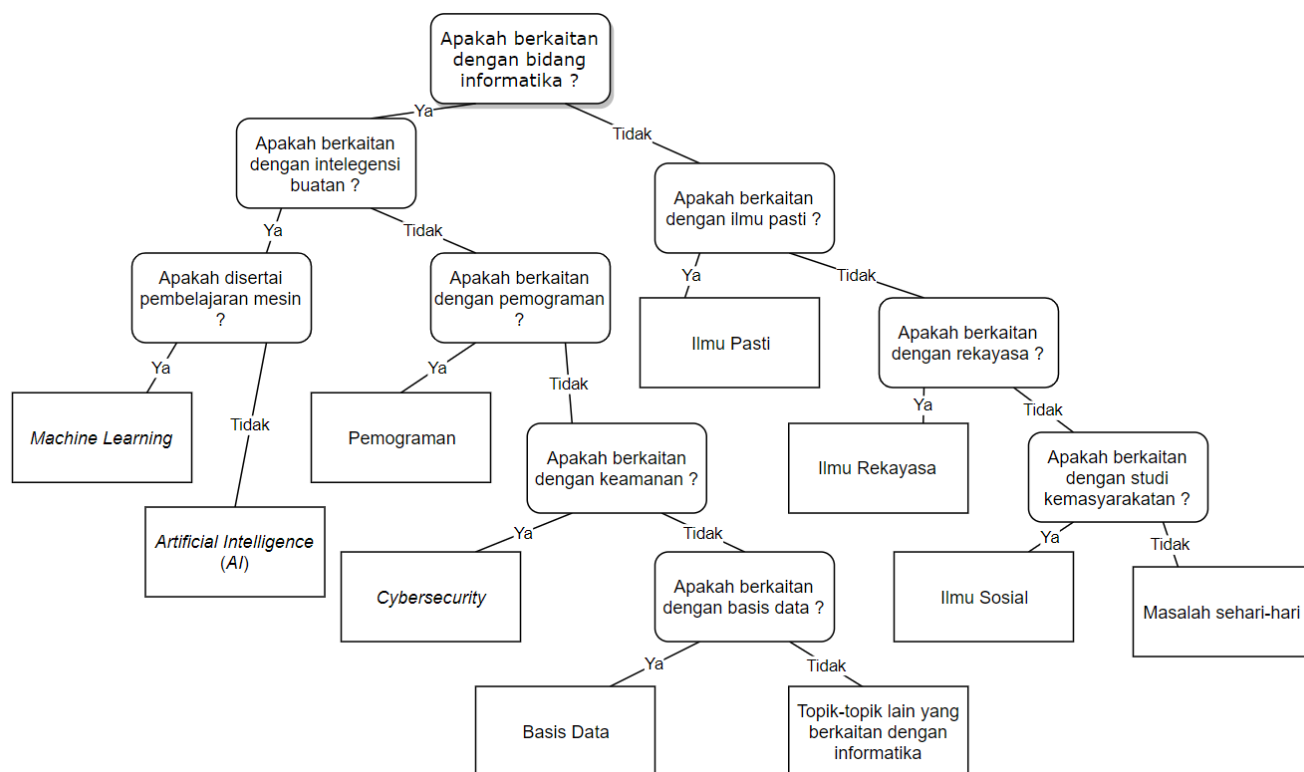 Apakah berkaitan
dengan bidang
informatika ?
Ya
Tidak
Apakah berkaitan
dengan intelegensi
buatan ?
Apakah berkaitan
dengan ilmu pasti ?
Ya
Tidak
Ya
Tidak
Apakah disertai
pembelajaran mesin
?
Apakah berkaitan
dengan pemograman
?
Ilmu Pasti
Apakah berkaitan
dengan rekayasa ?
Ya
Tidak
Ya
Tidak
Ya
Tidak
Machine Learning
Pemograman
Apakah berkaitan
dengan keamanan ?
Ilmu Rekayasa
Apakah berkaitan
dengan studi
kemasyarakatan ?
Artificial Intelligence
(AI)
Ya
Tidak
Ya
Tidak
Cybersecurity
Apakah berkaitan
dengan basis data ?
Ilmu Sosial
Masalah sehari-hari
Ya
Tidak
Basis Data
Topik-topik lain yang
berkaitan dengan
informatika